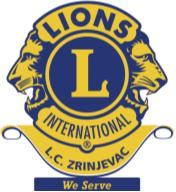 LIONS
L
INTERNATIONAL
®
L.C. ZRINJEVAC
We Serve